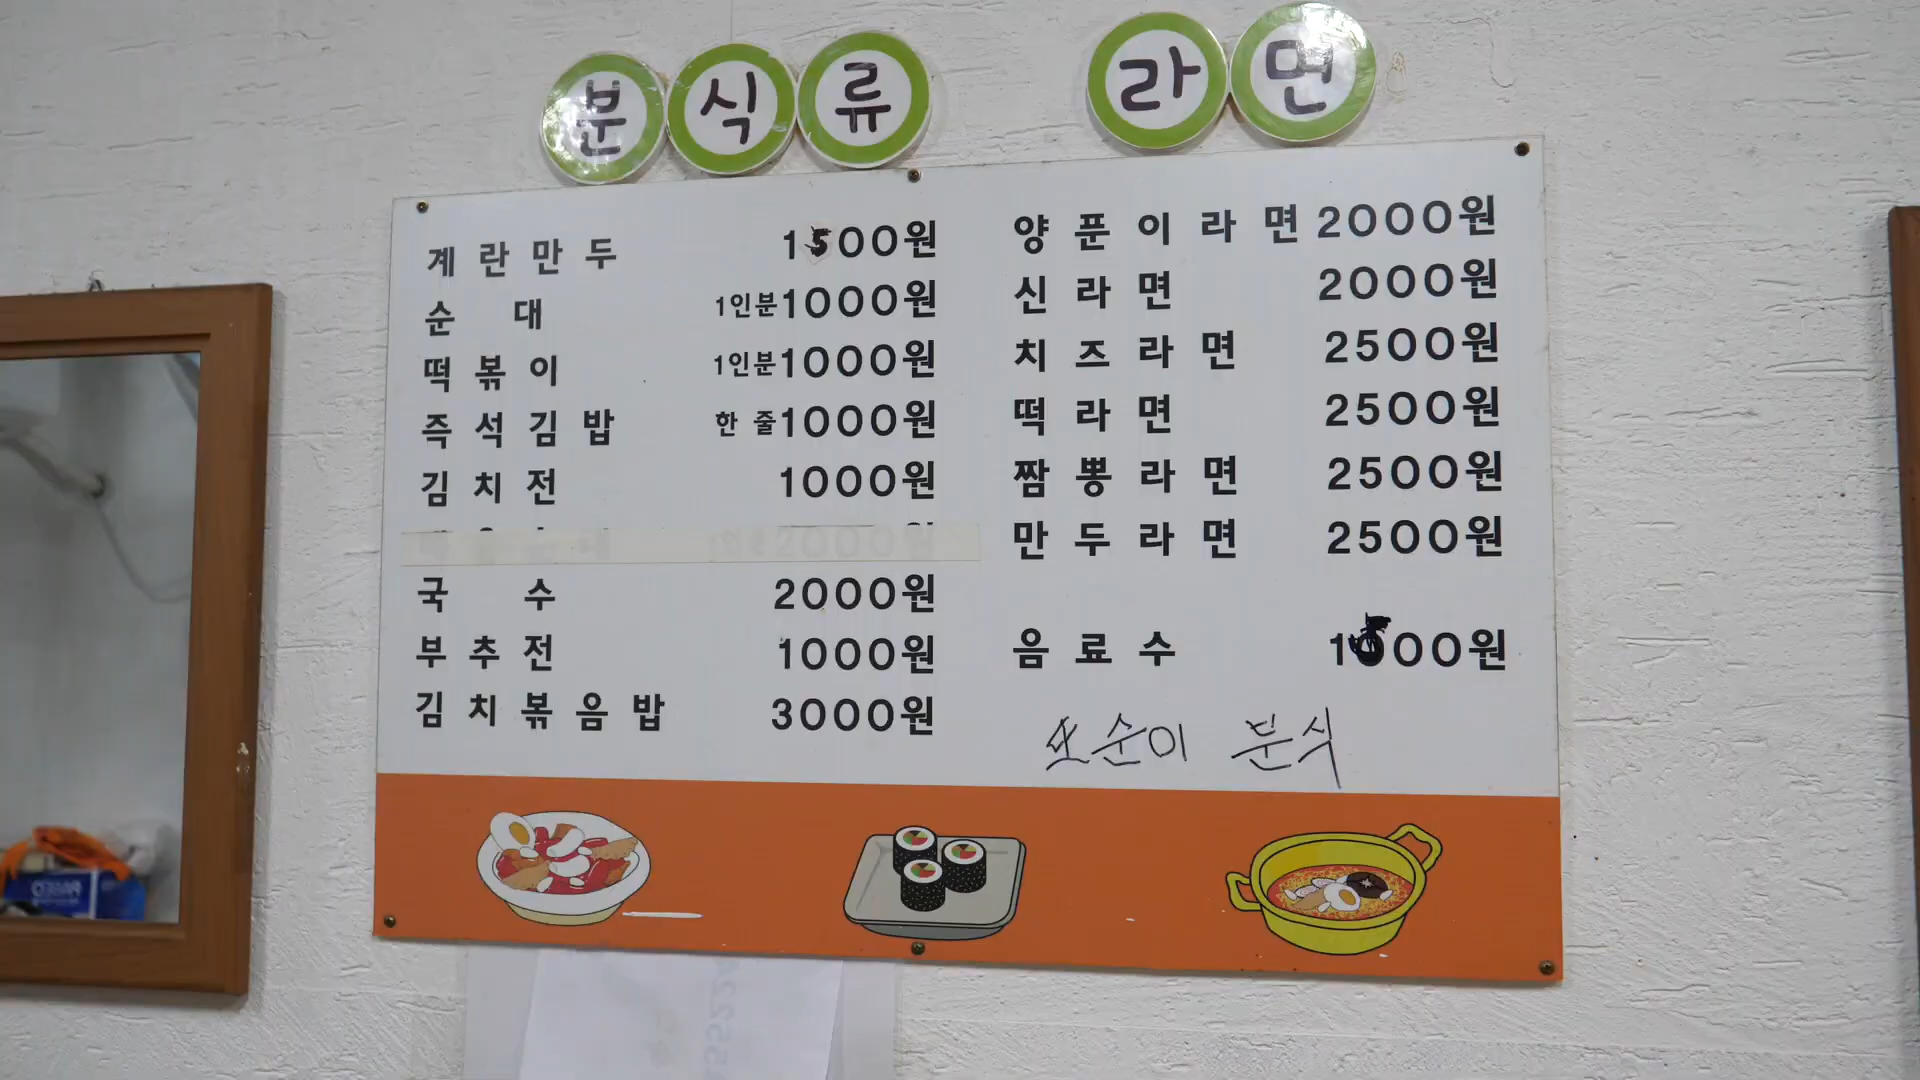 분식류
계란만두 1500원
순대 1인분 1000원
떡볶이 1인분 1000원
즉석김밥 한 줄 1000원
김치전 1000원
국수 2000원
부추전 1000원
김치볶음밥 3000원
라면
양푼이라면 2000원
신라면 2000원
치즈라면 2500원
떡라면 2500원
짬뽕라면 2500원
만두라면 2500원
음료수 1500원
또순이 분식